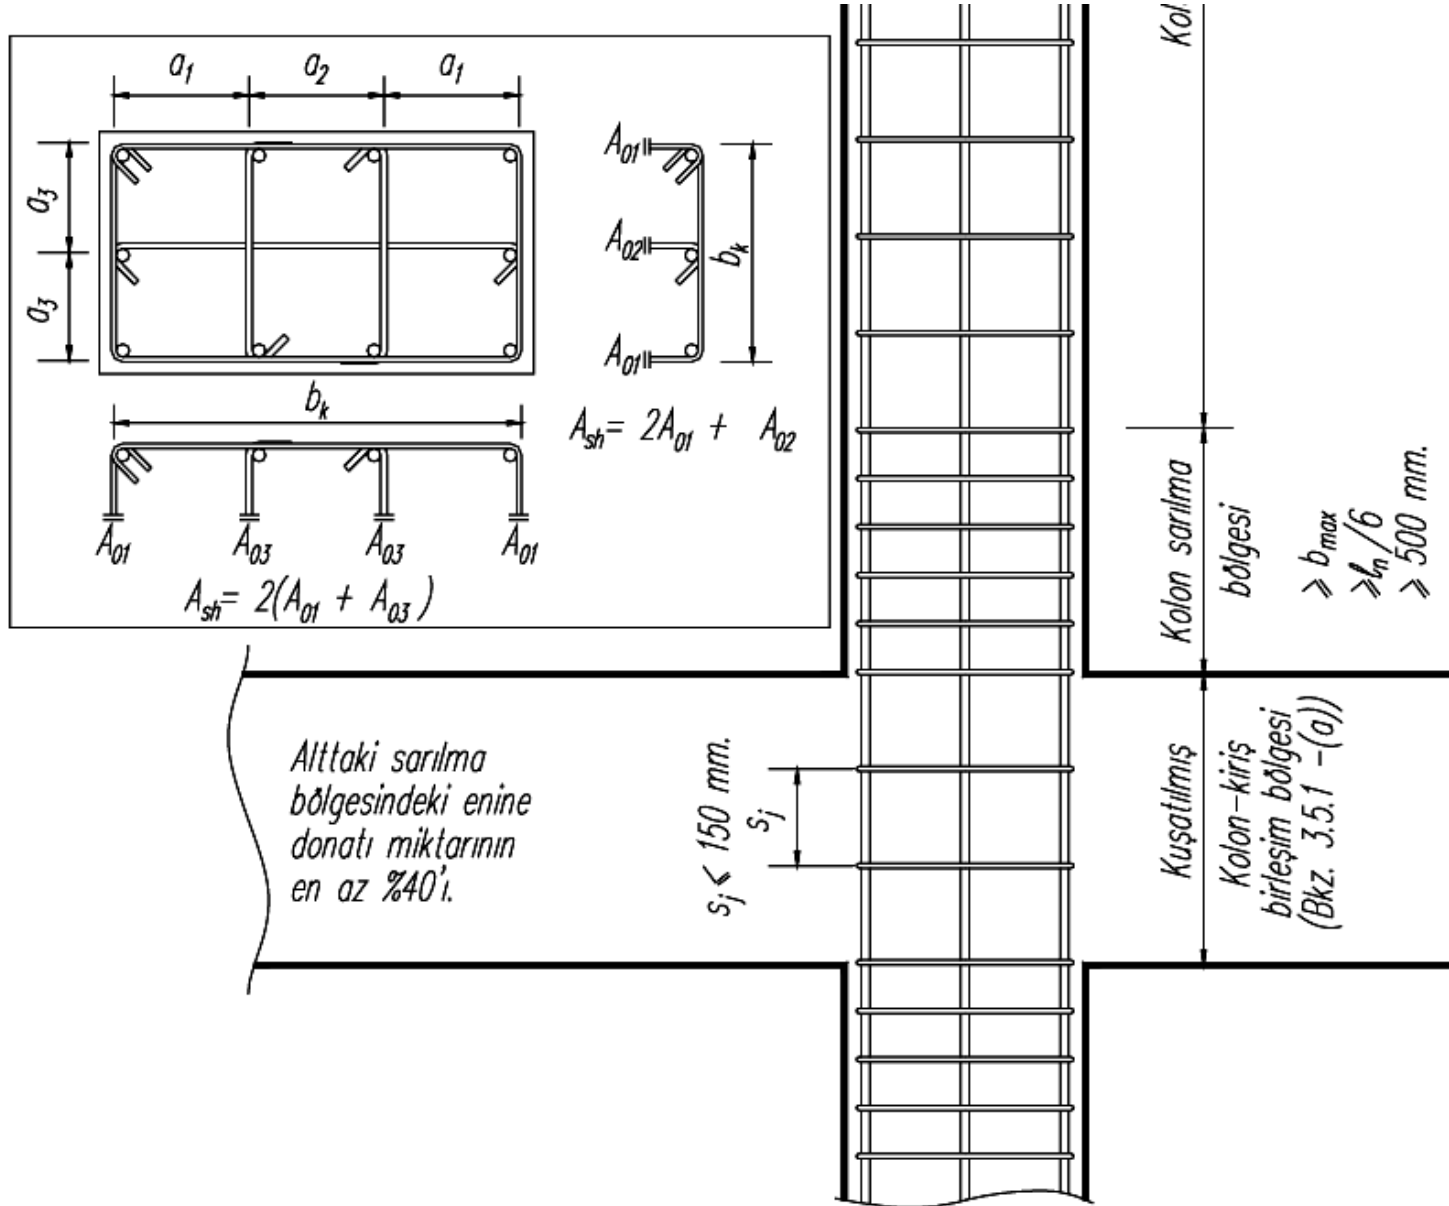 a1 a2 a1
a3
a3
A01
A02
A01
bk
bk
Ash= 2A01 + A02
A01 A03 A03 A01
Ash= 2(A01 + A03)
Alttaki sarılma
bölgesindeki enine
donatı miktarının
en az %40'ı.
sj ≤ 150 mm.
sj
Kolon sarılma
bölgesi
≥ bmax
≥ ℓn/6
≥ 500 mm.
Kuşatılmış
Kolon-kiriş
birleşim bölgesi
(Bkz. 3.5.1 -(a))